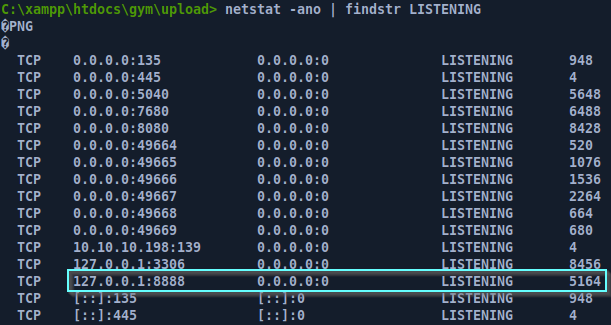 C:\xampp\htdocs\gym\upload> netstat -ano | findstr LISTENING
�PNG
�
TCP 0.0.0.0:135 0.0.0.0:0 LISTENING 948
TCP 0.0.0.0:445 0.0.0.0:0 LISTENING 4
TCP 0.0.0.0:5040 0.0.0.0:0 LISTENING 5648
TCP 0.0.0.0:7680 0.0.0.0:0 LISTENING 6488
TCP 0.0.0.0:8080 0.0.0.0:0 LISTENING 8428
TCP 0.0.0.0:49664 0.0.0.0:0 LISTENING 520
TCP 0.0.0.0:49665 0.0.0.0:0 LISTENING 1076
TCP 0.0.0.0:49666 0.0.0.0:0 LISTENING 1536
TCP 0.0.0.0:49667 0.0.0.0:0 LISTENING 2264
TCP 0.0.0.0:49668 0.0.0.0:0 LISTENING 664
TCP 0.0.0.0:49669 0.0.0.0:0 LISTENING 680
TCP 10.10.10.198:139 0.0.0.0:0 LISTENING 4
TCP 127.0.0.1:3306 0.0.0.0:0 LISTENING 8456
TCP 127.0.0.1:8888 0.0.0.0:0 LISTENING 5164
TCP [::]:135 [::]:0 LISTENING 948
TCP [::]:445 [::]:0 LISTENING 4